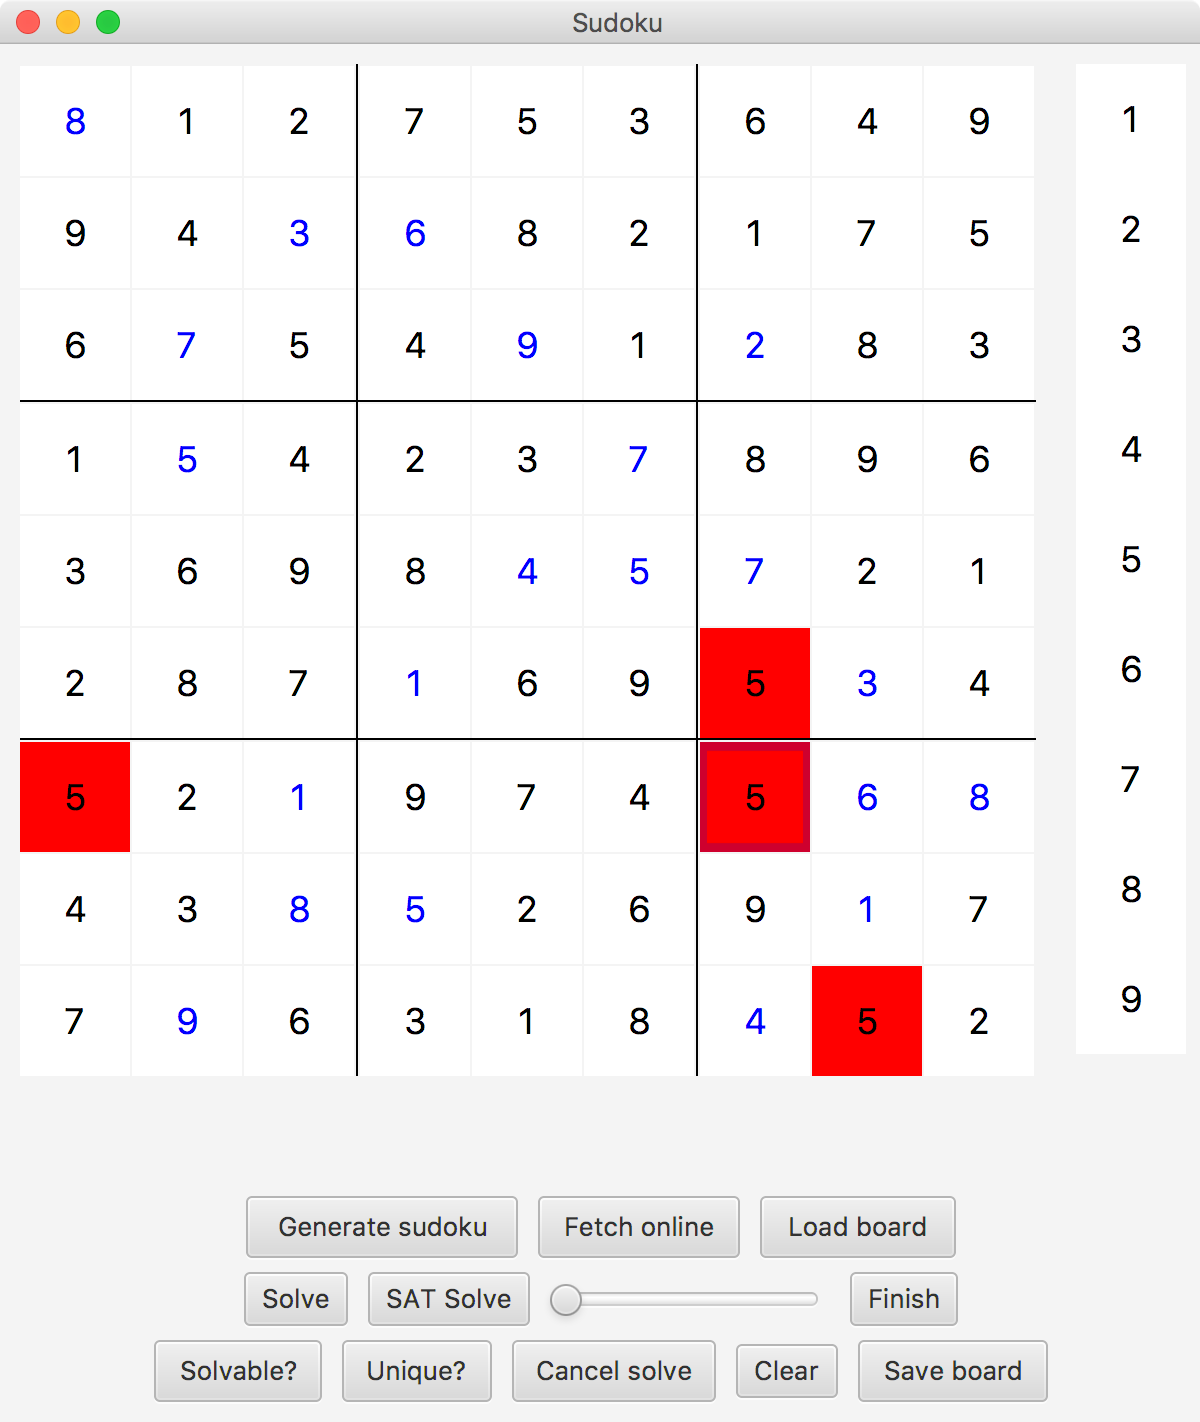 Sudoku
8 1 2 7 5 3 6 4 9
9 4 3 6 8 2 1 7 5
6 7 5 4 9 1 2 8 3
1 5 4 2 3 7 8 9 6
3 6 9 8 4 5 7 2 1
2 8 7 1 6 9 5 3 4
5 2 1 9 7 4 5 6 8
4 3 8 5 2 6 9 1 7
7 9 6 3 1 8 4 5 2
1
2
3
4
5
6
7
8
9
Generate sudoku Fetch online Load board
Solve SAT Solve Finish
Solvable? Unique? Cancel solve Clear Save board